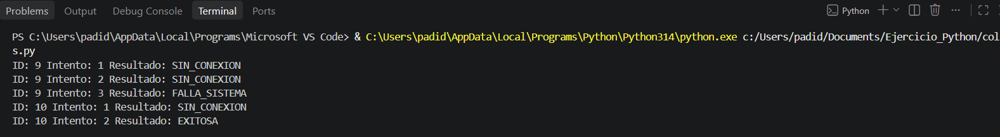 Problems Output Debug Console Terminal Ports Python
PS C:\Users\padid\AppData\Local\Programs\Microsoft VS Code> & C:\Users\padid\AppData\Local\Programs\Python\Python314\python.exe c:/Users/padid/Documents/Ejercicio_Python/col
s.py
ID: 9 Intento: 1 Resultado: SIN_CONEXION
ID: 9 Intento: 2 Resultado: SIN_CONEXION
ID: 9 Intento: 3 Resultado: FALLA_SISTEMA
ID: 10 Intento: 1 Resultado: SIN_CONEXION
ID: 10 Intento: 2 Resultado: EXITOSA